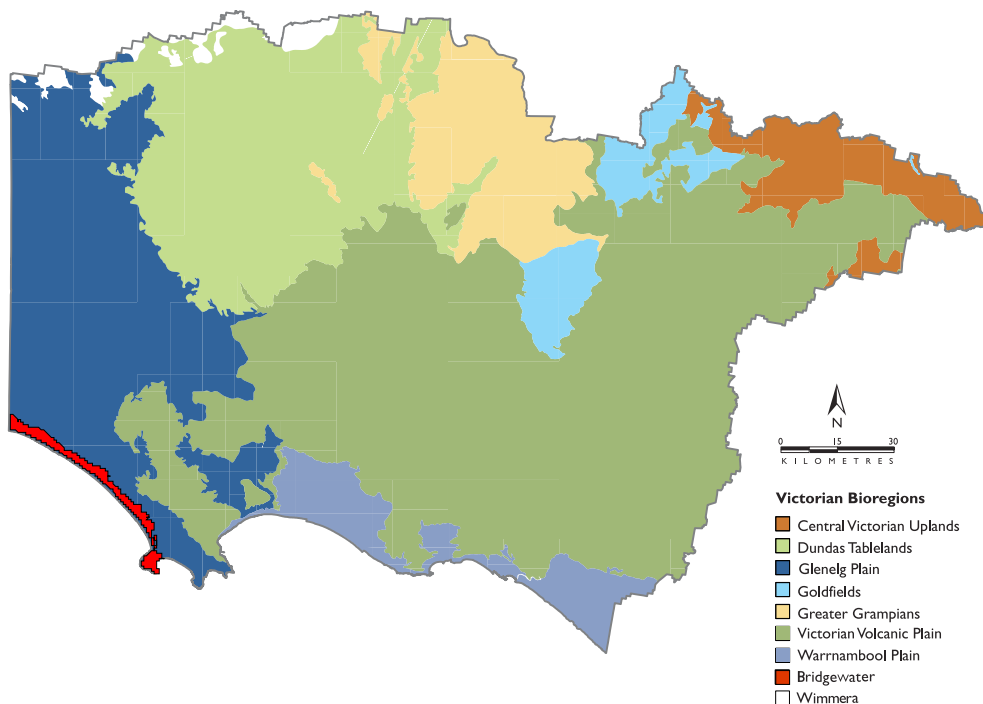 N
0 15 30
KILOMETRES
Victorian Bioregions
Central Victorian Uplands
Dundas Tablelands
Glenelg Plain
Goldfields
Greater Grampians
Victorian Volcanic Plain
Warrnambool Plain
Bridgewater
Wimmera